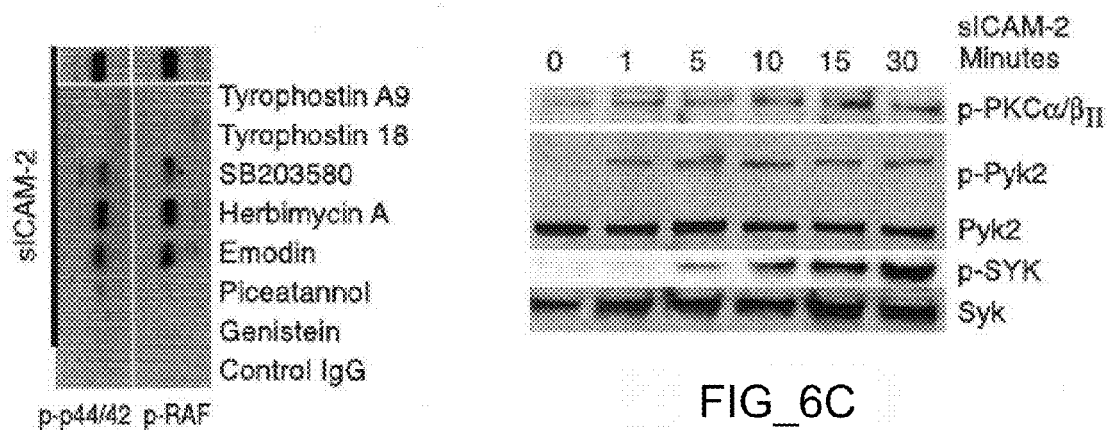 sICAM-2
Tyrophostin A9
Tyrophostin 18
SB203580
Herbimycin A
Emodin
Piceatannol
Genistein
Control IgG
p-p44/42 p-RAF
sICAM-2
0 1 5 10 15 30 Minutes
p-PKCα/βII
p-Pyk2
Pyk2
p-SYK
Syk
FIG_6C